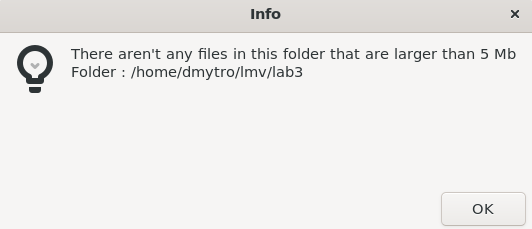 Info
There aren't any files in this folder that are larger than 5 Mb
Folder : /home/dmytro/lmv/lab3
OK